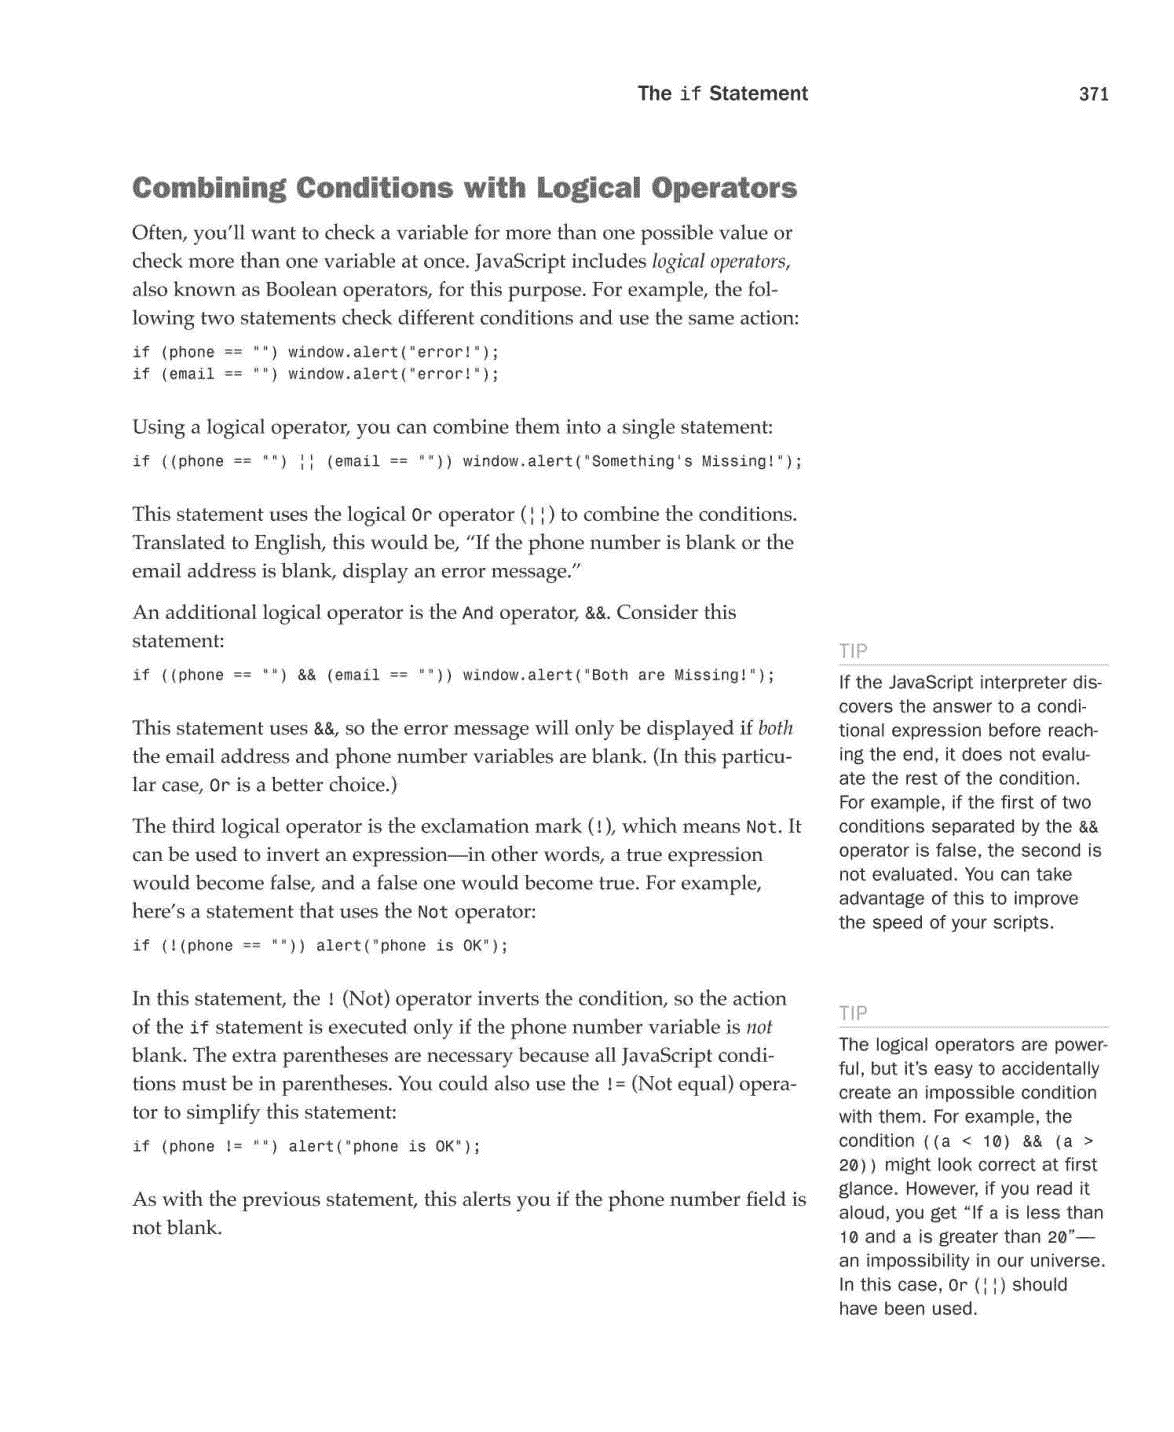 The if Statement 371
Combining Conditions with Logical Operators
Often, you'll want to check a variable for more than one possible value or
check more than one variable at once. JavaScript includes logical operators,
also known as Boolean operators, for this purpose. For example, the fol-
lowing two statements check different conditions and use the same action:
if (phone == "") window.alert("error!");
if (email == "") window.alert("error!");
Using a logical operator, you can combine them into a single statement:
if ((phone == "") ¦¦ (email == "")) window.alert("Something's Missing!");
This statement uses the logical Or operator (¦¦) to combine the conditions.
Translated to English, this would be, “If the phone number is blank or the
email address is blank, display an error message.”
An additional logical operator is the And operator, &&. Consider this
statement:
if ((phone == "") && (email == "")) window.alert("Both are Missing!");
This statement uses &&, so the error message will only be displayed if both
the email address and phone number variables are blank. (In this particu-
lar case, Or is a better choice.)
The third logical operator is the exclamation mark (!), which means Not. It
can be used to invert an expression—in other words, a true expression
would become false, and a false one would become true. For example,
here's a statement that uses the Not operator:
if (!(phone == "")) alert("phone is OK");
In this statement, the ! (Not) operator inverts the condition, so the action
of the if statement is executed only if the phone number variable is not
blank. The extra parentheses are necessary because all JavaScript condi-
tions must be in parentheses. You could also use the != (Not equal) opera-
tor to simplify this statement:
if (phone != "") alert("phone is OK");
As with the previous statement, this alerts you if the phone number field is
not blank.
TIP
If the JavaScript interpreter dis-
covers the answer to a condi-
tional expression before reach-
ing the end, it does not evalu-
ate the rest of the condition.
For example, if the first of two
conditions separated by the &&
operator is false, the second is
not evaluated. You can take
advantage of this to improve
the speed of your scripts.
TIP
The logical operators are power-
ful, but it's easy to accidentally
create an impossible condition
with them. For example, the
condition ((a < 10) && (a >
20)) might look correct at first
glance. However, if you read it
aloud, you get “If a is less than
10 and a is greater than 20”—
an impossibility in our universe.
In this case, Or (¦¦) should
have been used.